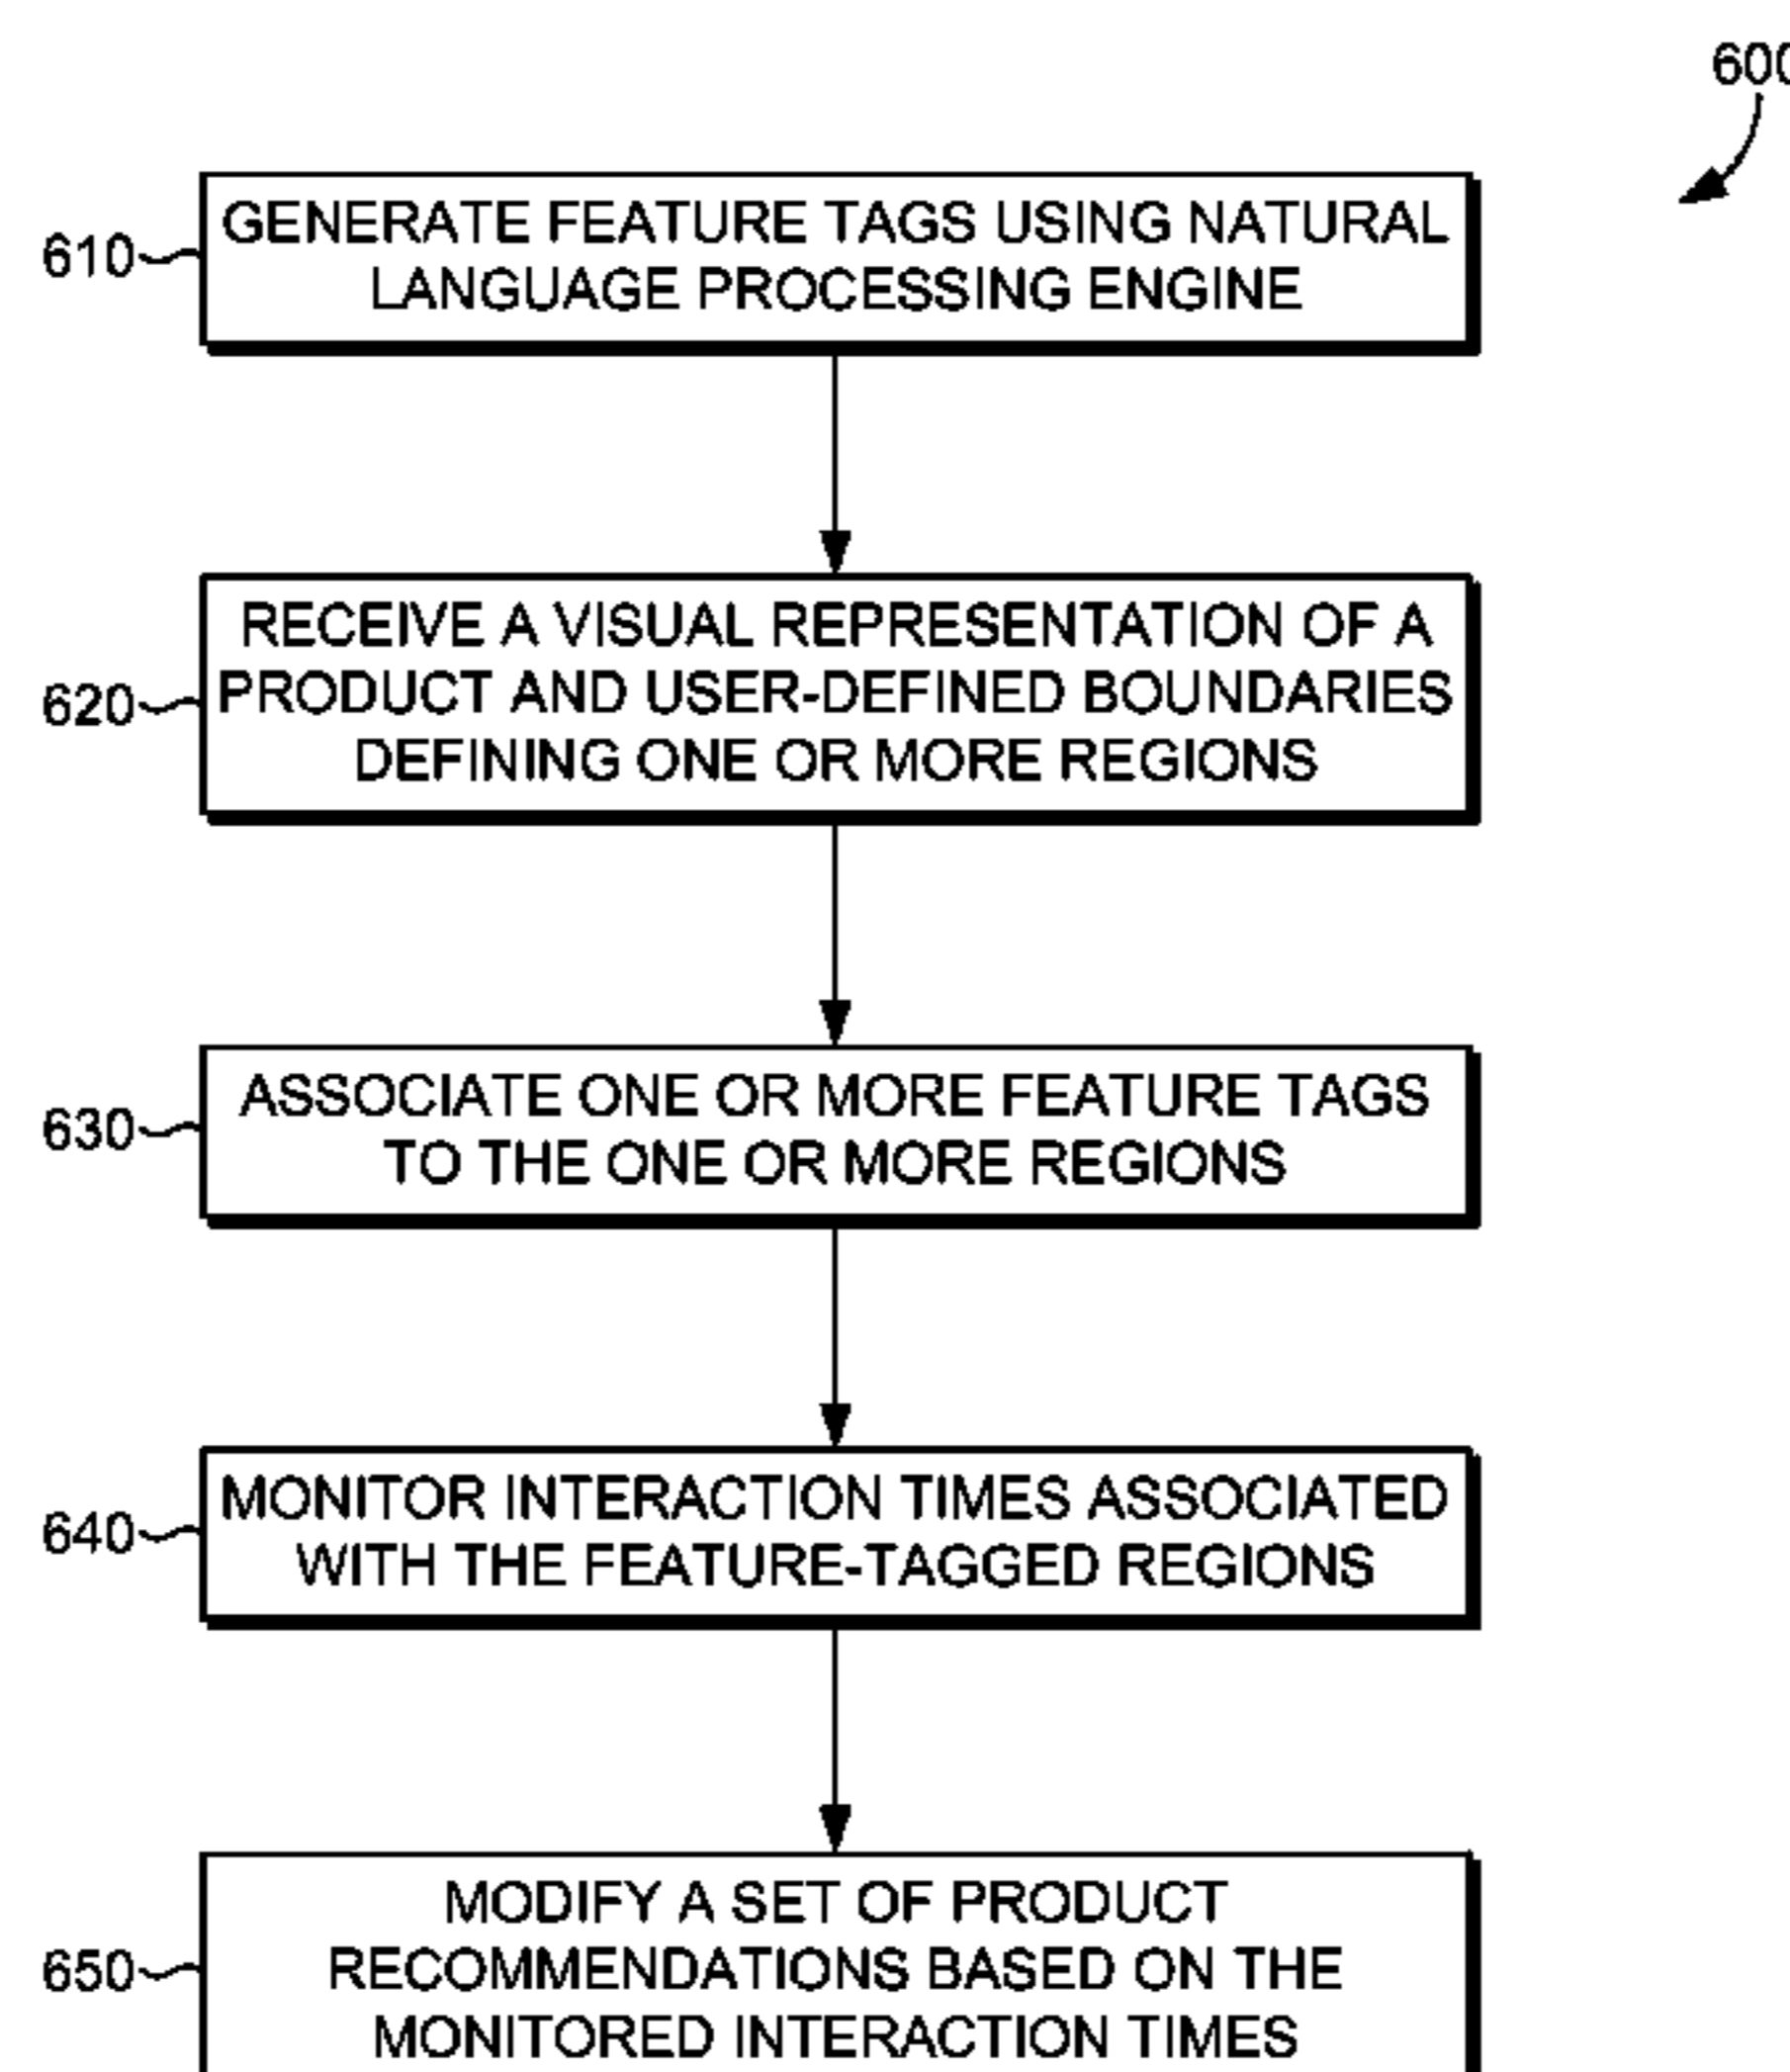 600
GENERATE FEATURE TAGS USING NATURAL
LANGUAGE PROCESSING ENGINE
610
RECEIVE A VISUAL REPRESENTATION OF A
PRODUCT AND USER-DEFINED BOUNDARIES
DEFINING ONE OR MORE REGIONS
620
ASSOCIATE ONE OR MORE FEATURE TAGS
TO THE ONE OR MORE REGIONS
630
MONITOR INTERACTION TIMES ASSOCIATED
WITH THE FEATURE-TAGGED REGIONS
640
MODIFY A SET OF PRODUCT
RECOMMENDATIONS BASED ON THE
MONITORED INTERACTION TIMES
650